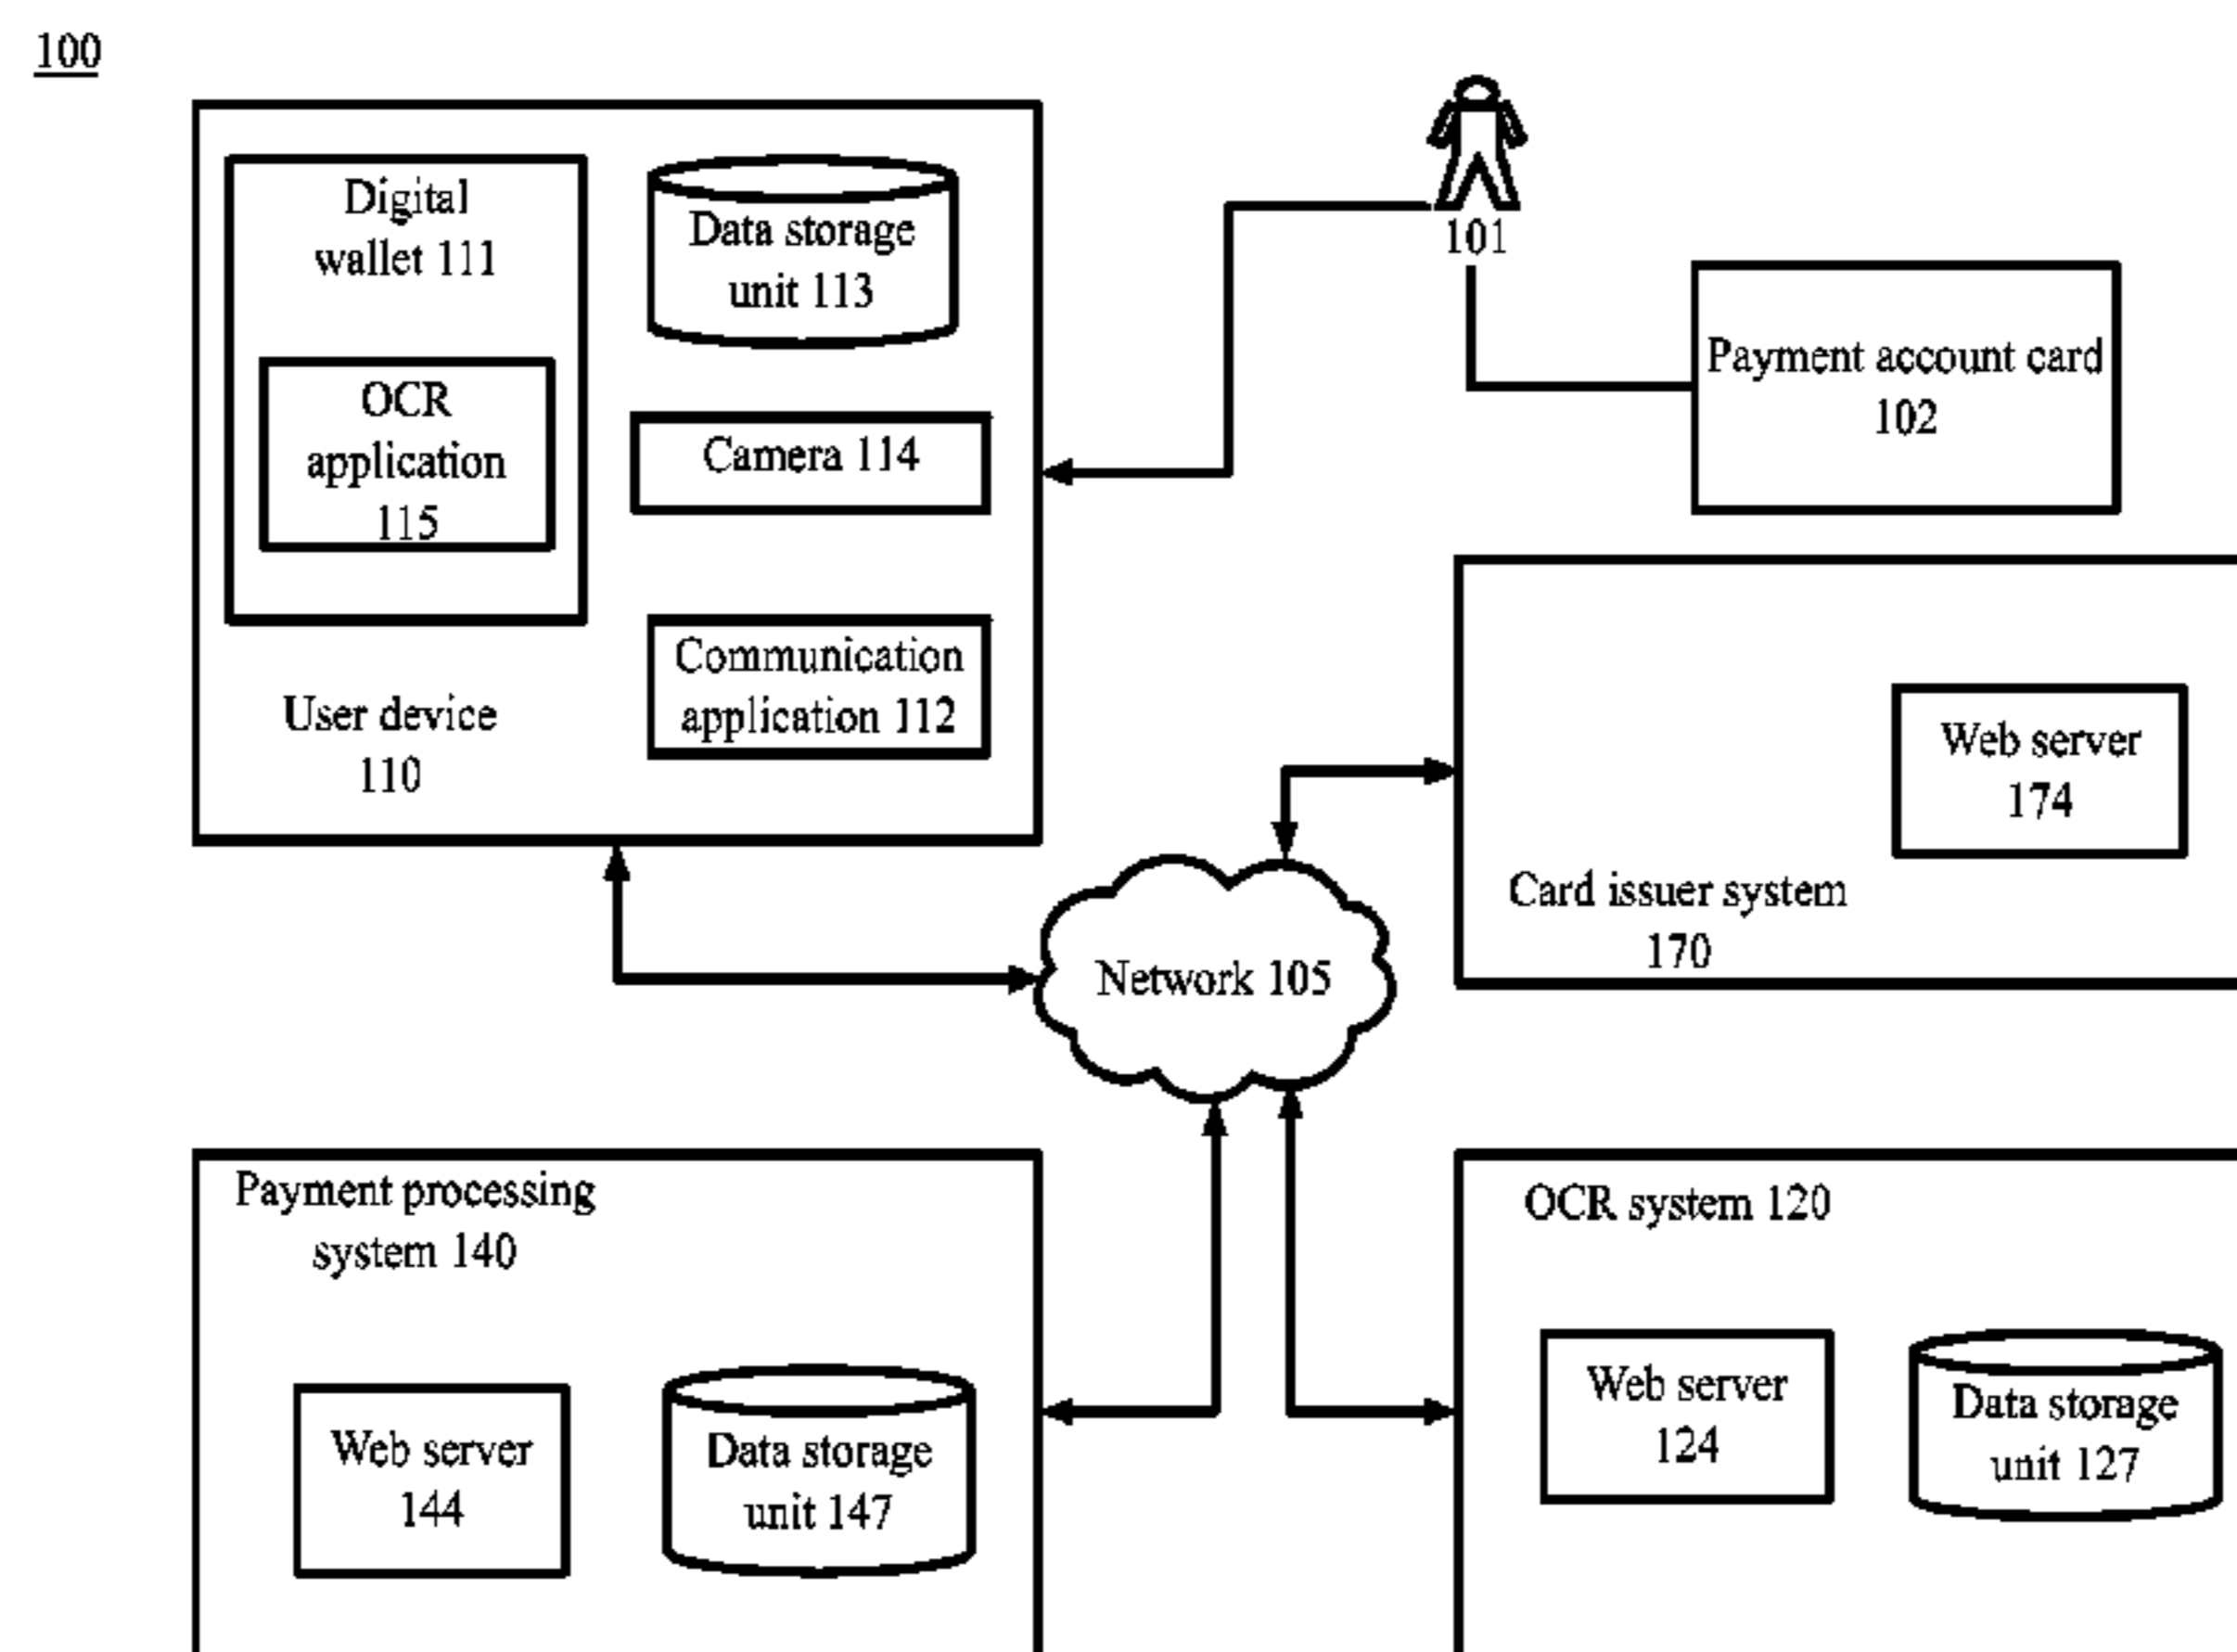 100
Digital
wallet 111
OCR
application
115
Data storage
unit 113
Camera 114
Communication
application 112
User device
110
101
Payment account card
102
Web server
174
Card issuer system
170
Network 105
Payment processing
system 140
Web server
144
Data storage
unit 147
OCR system 120
Web server
124
Data storage
unit 127